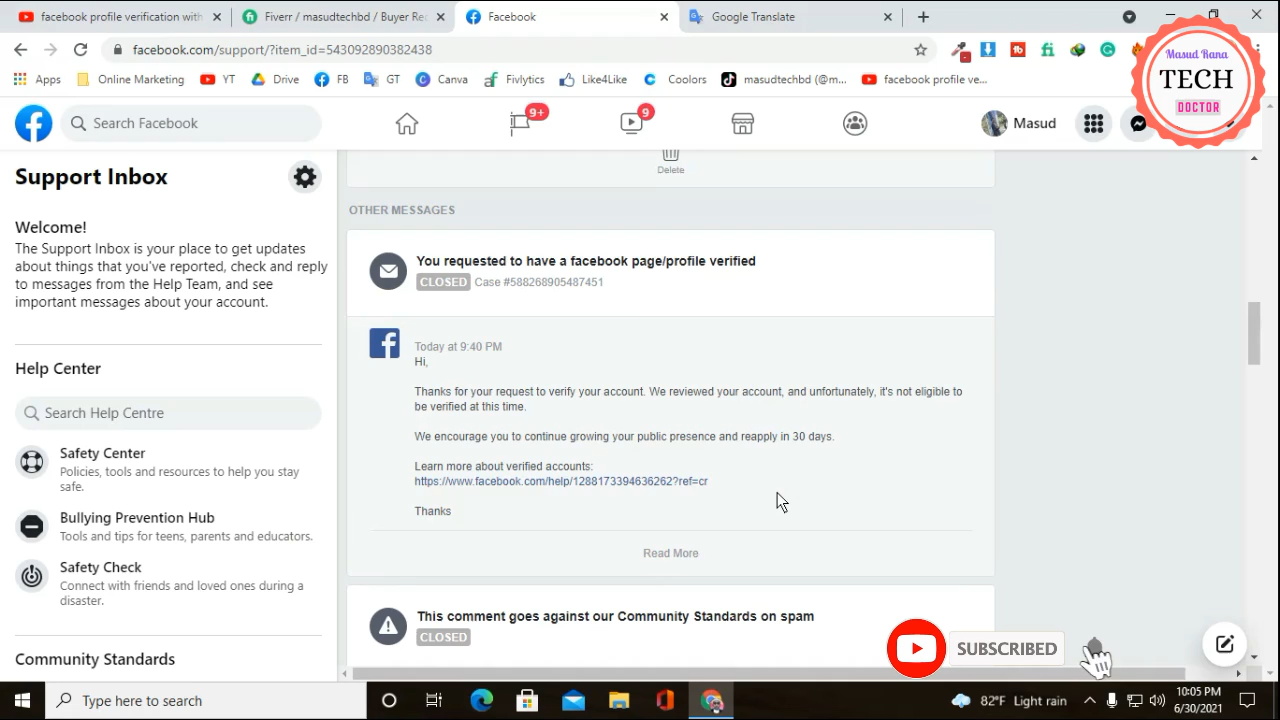 facebook profile verification with
Fiverr / masudtechbd / Buyer Re
Facebook
Google Translate
facebook.com/support/?item_id=543092890382438
Apps
Online Marketing
YT
Drive
FB
GT
Canva
Fivlytics
Like4Like
Coolors
masudtechbd (@m...
facebook profile ve...
Masud Rana
TECH
DOCTOR
Search Facebook
9+
9
Masud
Support Inbox
Welcome!
The Support Inbox is your place to get updates
about things that you've reported, check and reply
to messages from the Help Team, and see
important messages about your account.
Help Center
Search Help Centre
Safety Center
Policies, tools and resources to help you stay
safe.
Bullying Prevention Hub
Tools and tips for teens, parents and educators.
Safety Check
Connect with friends and loved ones during a
disaster.
Community Standards
Delete
OTHER MESSAGES
You requested to have a facebook page/profile verified
CLOSED Case #588268905487451
Today at 9:40 PM
Hi,
Thanks for your request to verify your account. We reviewed your account, and unfortunately, it's not eligible to
be verified at this time.
We encourage you to continue growing your public presence and reapply in 30 days.
Learn more about verified accounts:
https://www.facebook.com/help/1288173394636262?ref=cr
Thanks
Read More
This comment goes against our Community Standards on spam
CLOSED
SUBSCRIBED
Type here to search
82°F Light rain
10:05 PM
6/30/2021